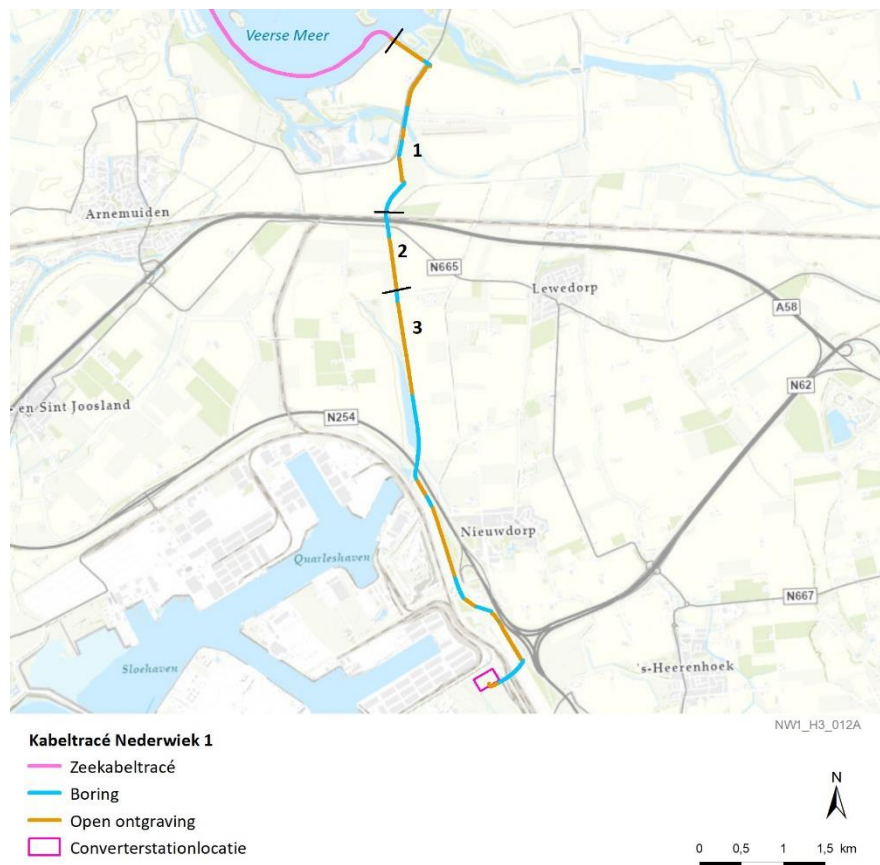 Veerse Meer
1
Arnemuiden
2
N665
Lewedorp
A58
3
N62
en Sint Joosland
N254
Nieuwdorp
Quarleshaven
N667
Sloehaven
's-Heerenhoek
NW1_H3_012A
Kabeltracé Nederwiek 1
Zeekabeltracé
Boring
Open ontgraving
Converterstationlocatie
N
0 0,5 1 1,5 km